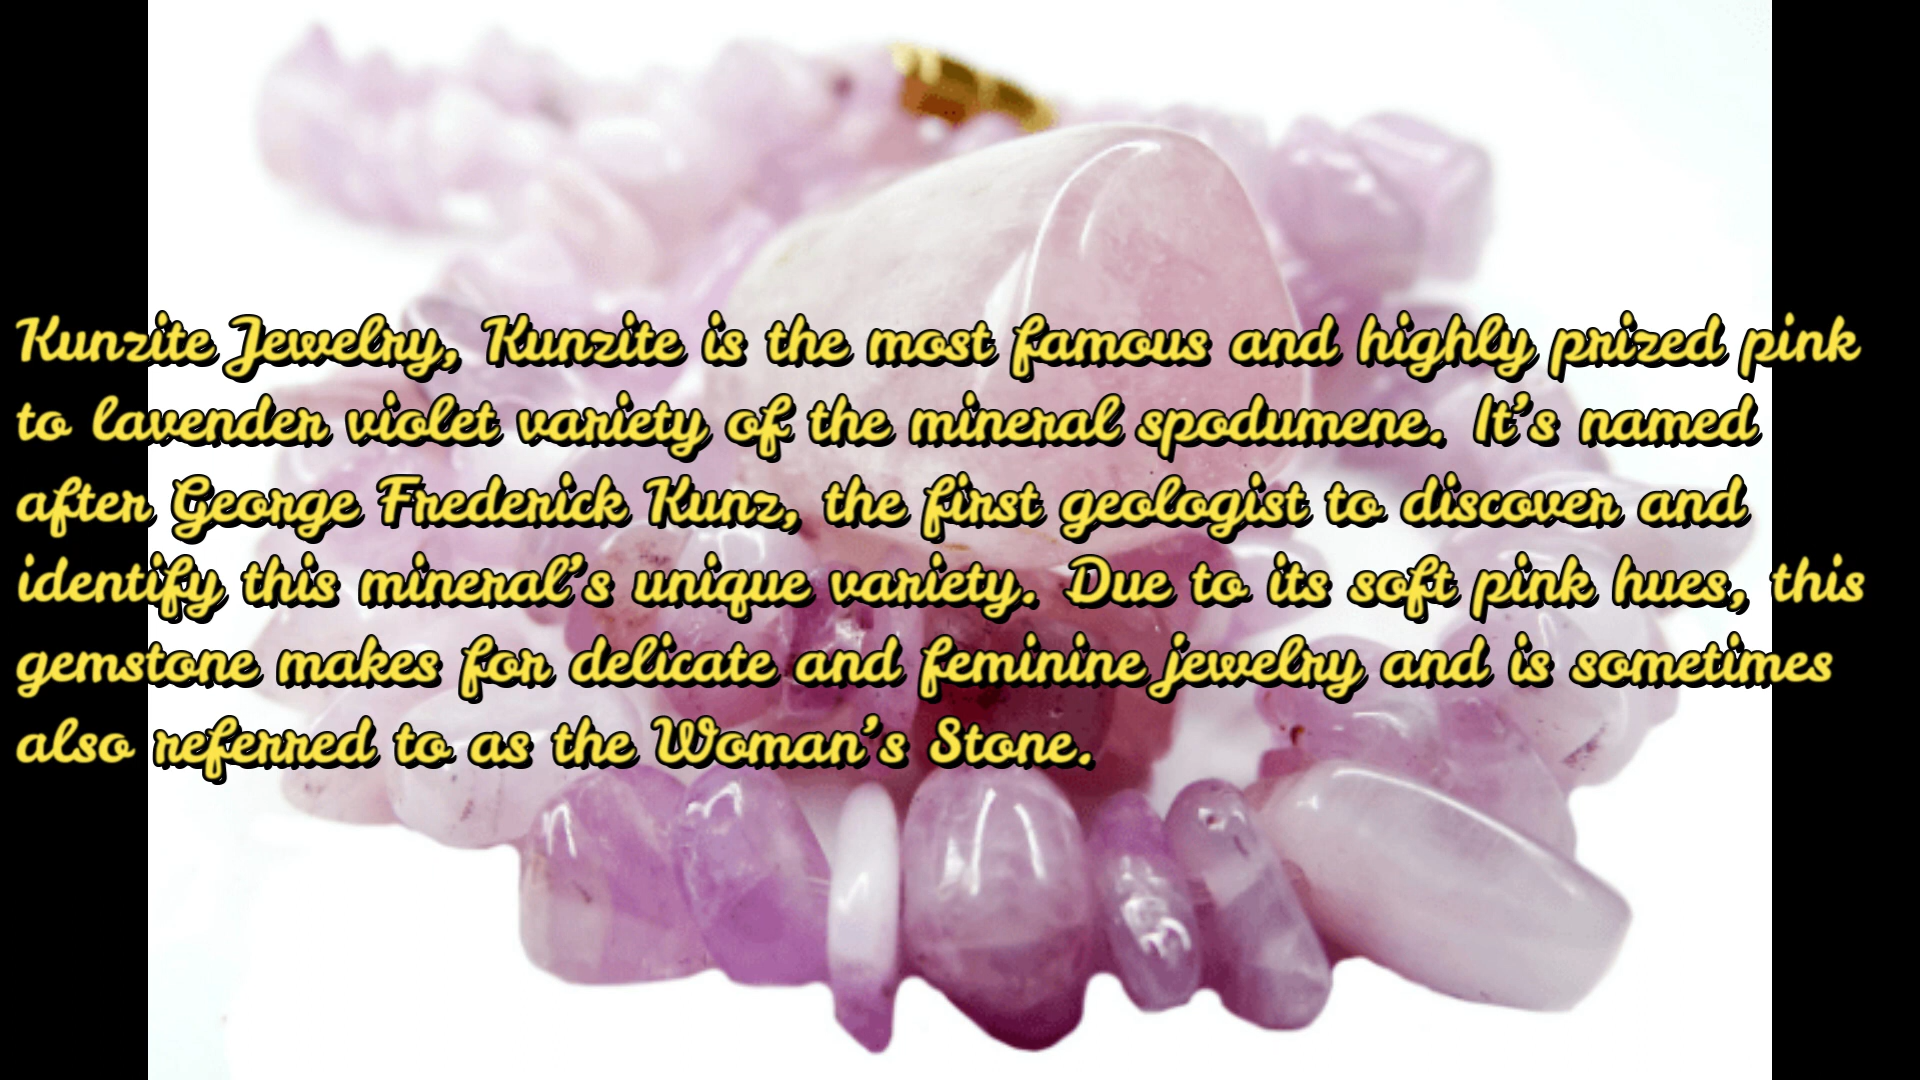 Kunzite Jewelry, Kunzite is the most famous and highly prized pink
to lavender violet variety of the mineral spodumene. It’s named
after George Frederick Kunz, the first geologist to discover and
identify this mineral’s unique variety. Due to its soft pink hues, this
gemstone makes for delicate and feminine jewelry and is sometimes
also referred to as the Woman’s Stone.